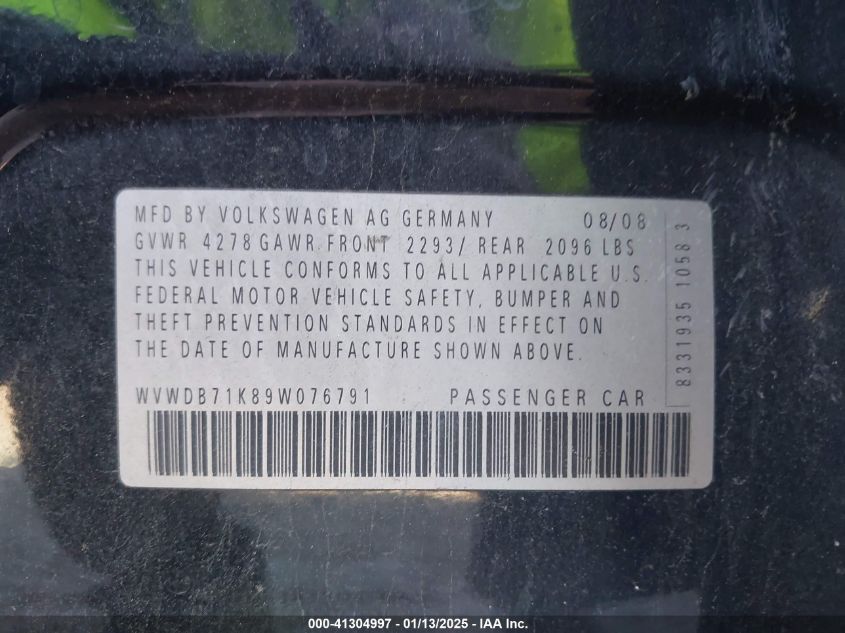 MFD BY VOLKSWAGEN AG GERMANY 08/08
GVWR 4278 GAWR FRONT 2293/ REAR 2096 LBS
THIS VEHICLE CONFORMS TO ALL APPLICABLE U.S.
FEDERAL MOTOR VEHICLE SAFETY, BUMPER AND
THEFT PREVENTION STANDARDS IN EFFECT ON
THE DATE OF MANUFACTURE SHOWN ABOVE.
WVWDB71K89W076791 PASSENGER CAR
8331935 1058 3
000-41304997 - 01/13/2025 - IAA Inc.